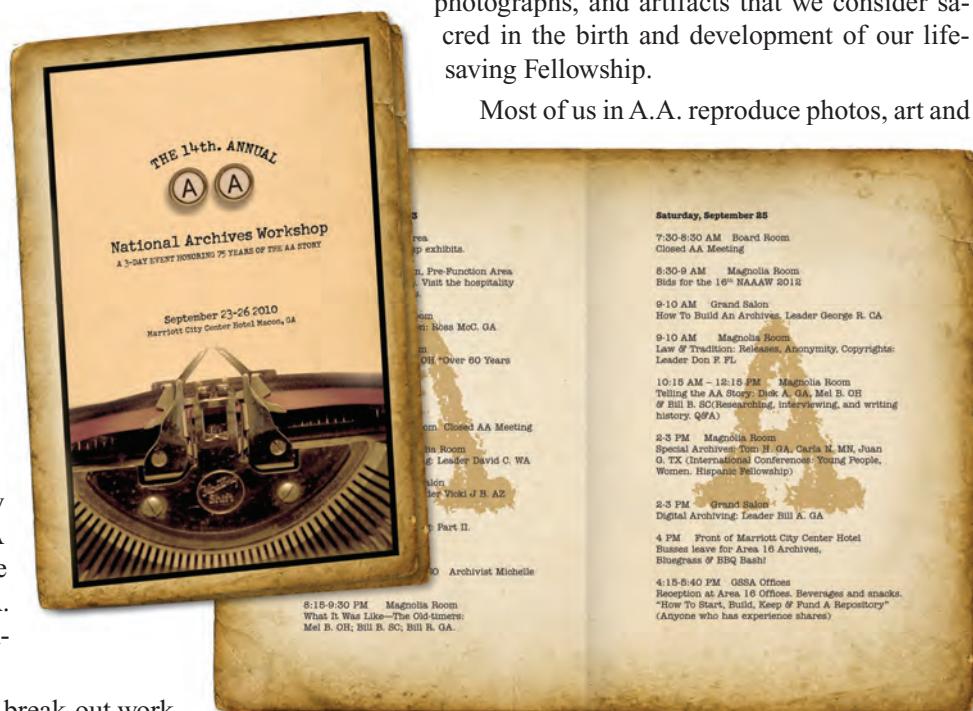 photographs, and artifacts that we consider sa-
cred in the birth and development of our life-
saving Fellowship.
Most of us in A.A. reproduce photos, art and
THE 14th. ANNUAL
A A
National Archives Workshop
A 3-DAY EVENT HONORING 75 YEARS OF THE AA STORY
September 23-26 2010
Marriott City Center Hotel Macon, GA
Shift
3
rea
p exhibits.
n, Pre-Function Area
. Visit the hospitality
s.
om
n: Ross McC. GA
m
OH "Over 60 Years
om Closed AA Meeting
lia Room
g: Leader David C. WA
alon
der Vicki J B. AZ
: Part II.
0 Archivist Michelle
8:15-9:30 PM Magnolia Room
What It Was Like—The Old-timers:
Mel B. OH; Bill B. SC; Bill R. GA.
Saturday, September 25
7:30-8:30 AM Board Room
Closed AA Meeting
8:30-9 AM Magnolia Room
Bids for the 16th NAAAW 2012
9-10 AM Grand Salon
How To Build An Archives. Leader George R. CA
9-10 AM Magnolia Room
Law & Tradition: Releases, Anonymity, Copyrights:
Leader Don F. FL
10:15 AM – 12:15 PM Magnolia Room
Telling the AA Story: Dick A. GA, Mel B. OH
& Bill B. SC(Researching, interviewing, and writing
history. Q&A)
2-3 PM Magnolia Room
Special Archives: Tom H. GA, Carla N. MN, Juan
G. TX (International Conferences: Young People,
Women. Hispanic Fellowship)
2-3 PM Grand Salon
Digital Archiving: Leader Bill A. GA
4 PM Front of Marriott City Center Hotel
Busses leave for Area 16 Archives,
Bluegrass & BBQ Bash!
4:15-5:40 PM GSSA Offices
Reception at Area 16 Offices. Beverages and snacks.
"How To Start, Build, Keep & Fund A Repository"
(Anyone who has experience shares)
A A
y
A
e
.
-
break-out work